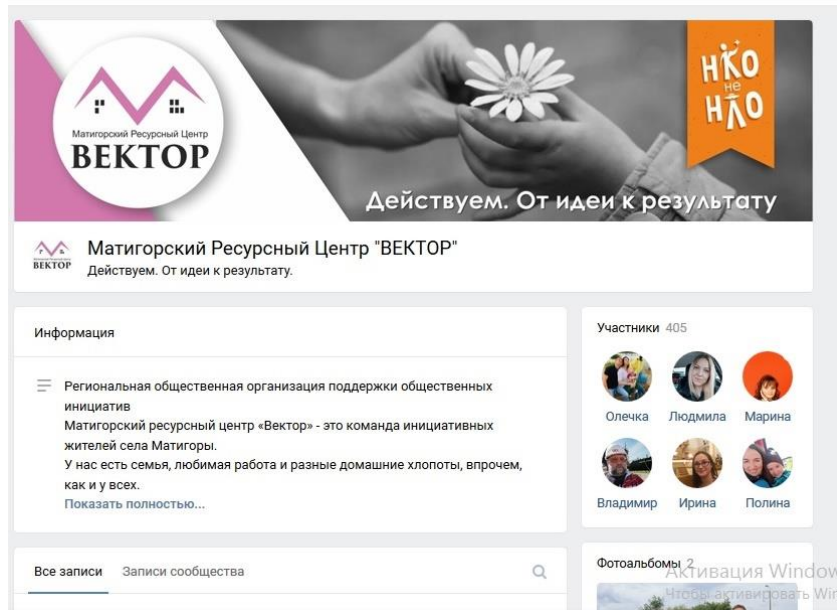 Матигорский Ресурсный Центр
ВЕКТОР
НКО
не
НЛО
Действуем. От идеи к результату
ВЕКТОР
Матигорский Ресурсный Центр "ВЕКТОР"
Действуем. От идеи к результату.
Информация
Региональная общественная организация поддержки общественных
инициатив
Матигорский ресурсный центр «Вектор» - это команда инициативных
жителей села Матигоры.
У нас есть семья, любимая работа и разные домашние хлопоты, впрочем,
как и у всех.
Показать полностью...
Участники 405
Олечка Людмила Марина
Владимир Ирина Полина
Все записи Записи сообщества
Фотоальбомы 2
Активация Window
Чтобы активировать Win